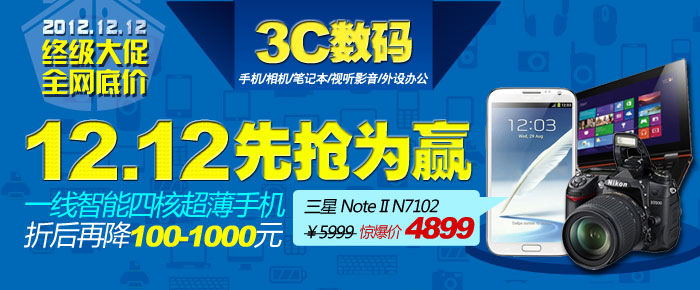 2012.12.12
终级大促
全网底价
3C数码
手机/相机/笔记本/视听影音/外设办公
12.12先抢为赢
一线智能四核超薄手机
折后再降100-1000元
三星 Note II N7102
¥5999 惊爆价 4899
12:03
Nikon